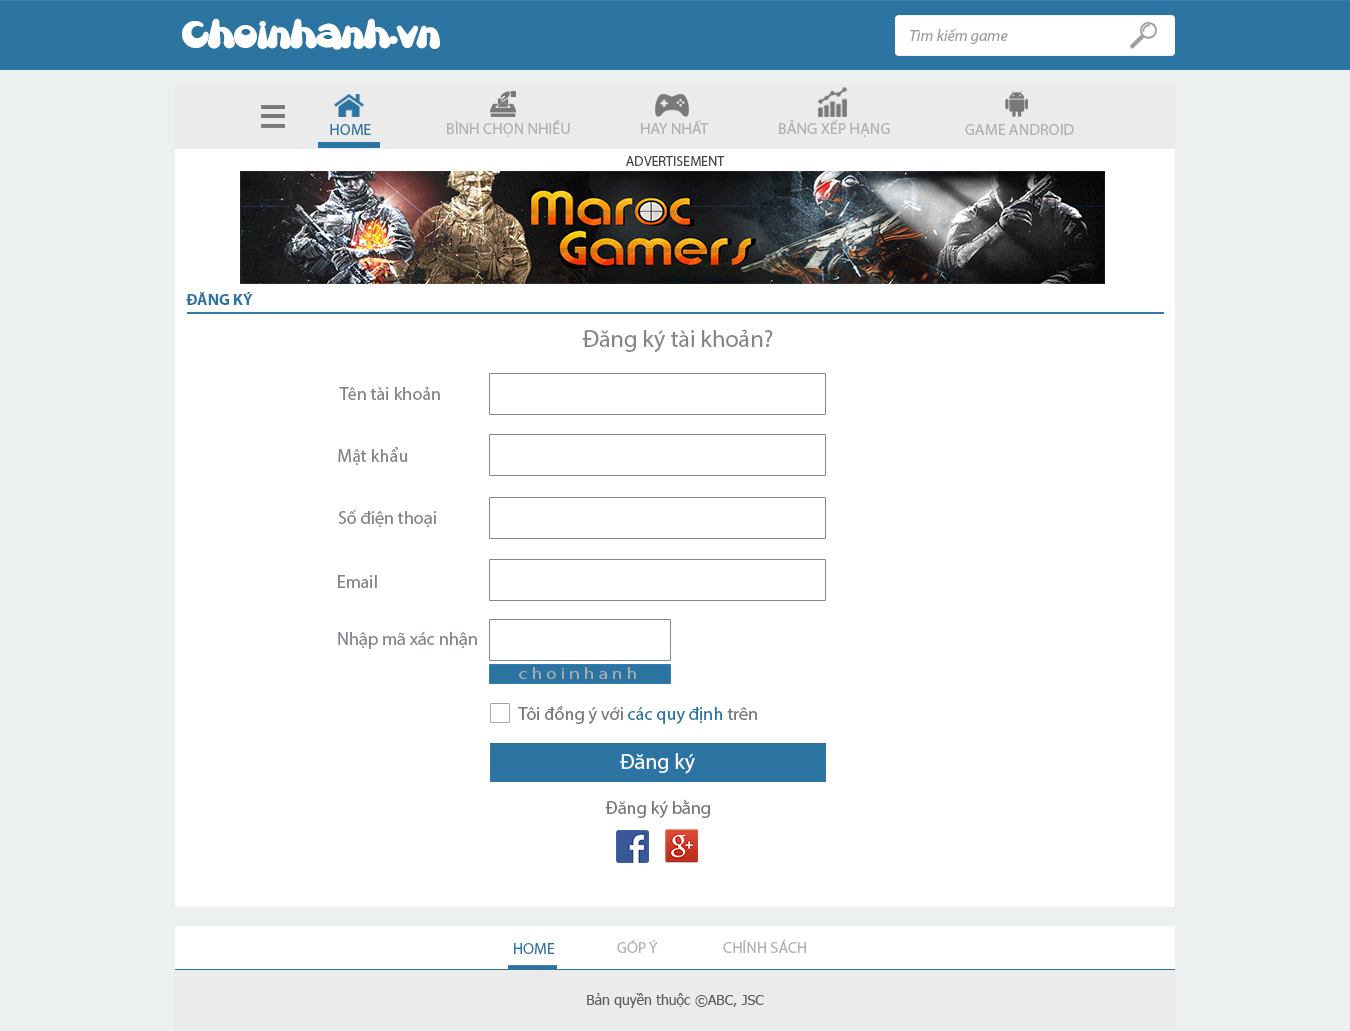 Choinhanh.vn
Tìm kiếm game
HOME
BÌNH CHỌN NHIỀU
HAY NHẤT
BẢNG XẾP HẠNG
GAME ANDROID
ADVERTISEMENT
Maroc
Gamers
ĐĂNG KÝ
Đăng ký tài khoản?
Tên tài khoản
Mật khẩu
Số điện thoại
Email
Nhập mã xác nhận
choinhanh
Tôi đồng ý với các quy định trên
Đăng ký
Đăng ký bằng
f
g+
HOME
GÓP Ý
CHÍNH SÁCH
Bản quyền thuộc ©ABC, JSC